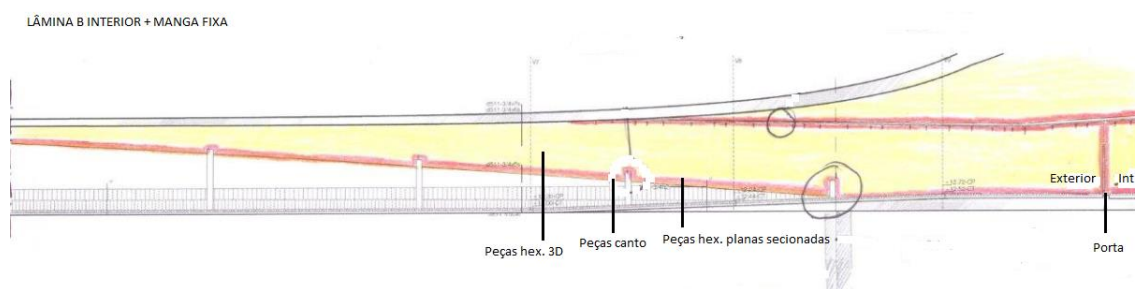 LÂMINA B INTERIOR + MANGA FIXA
Exterior
Int
Peças hex. 3D
Peças canto
Peças hex. planas secionadas
Porta